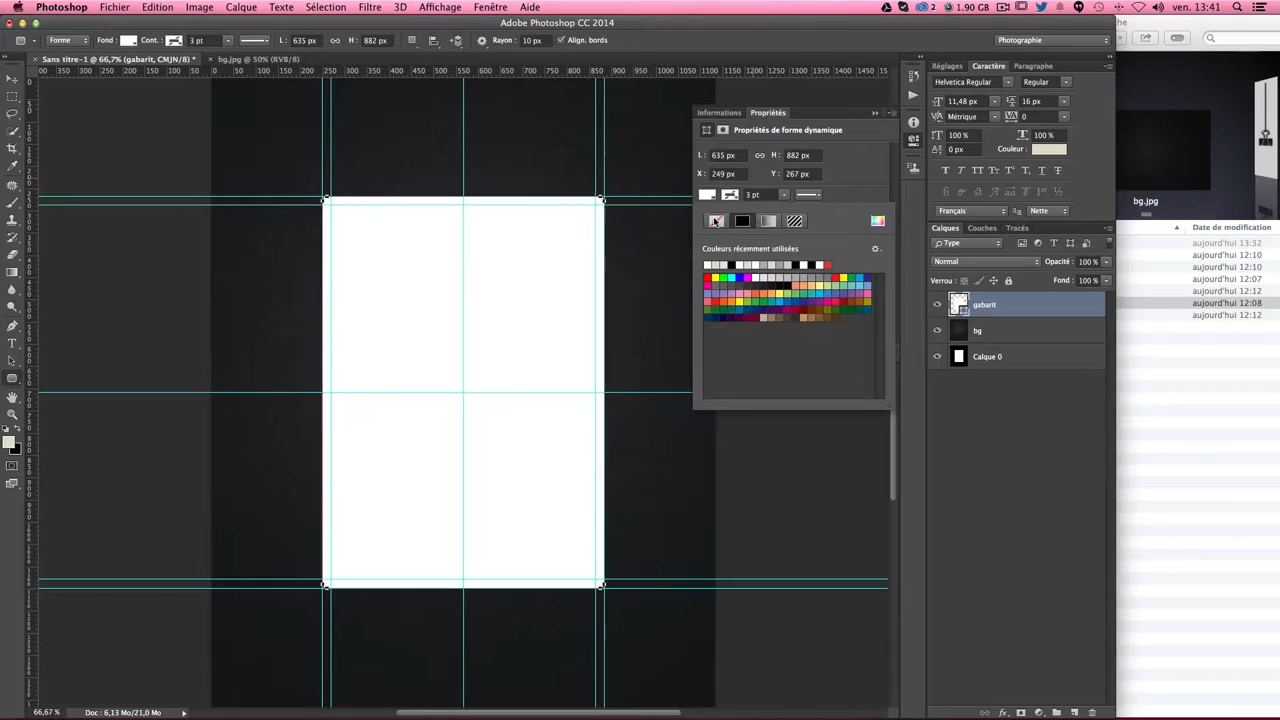 Photoshop Fichier Edition Image Calque Texte Sélection Filtre 3D Affichage Fenêtre Aide 2 1.90 GB ven. 13:41
Adobe Photoshop CC 2014
Forme Fond : Cont. : 3 pt L : 635 px H : 882 px Rayon : 10 px Align. bords Photographie
Sans titre-1 @ 66,7% (gabarit, CMJN/8) * bg.jpg @ 50% (RVB/8)
Réglages Caractère Paragraphe
Helvetica Regular Regular
11,48 px 16 px
Métrique 0
100 % 100 %
0 px Couleur :
Français Nette
Calques Couches Tracés
Type
Normal Opacité : 100 %
Verrou : Fond : 100 %
gabarit
bg
Calque 0
Informations Propriétés
Propriétés de forme dynamique
L : 635 px H : 882 px
X : 249 px Y : 267 px
3 pt
Couleurs récemment utilisées
bg.jpg
Date de modification
aujourd'hui 13:32
aujourd'hui 12:10
aujourd'hui 12:10
aujourd'hui 12:07
aujourd'hui 12:12
aujourd'hui 12:08
aujourd'hui 12:12
66,67 % Doc : 6,13 Mo/21,0 Mo